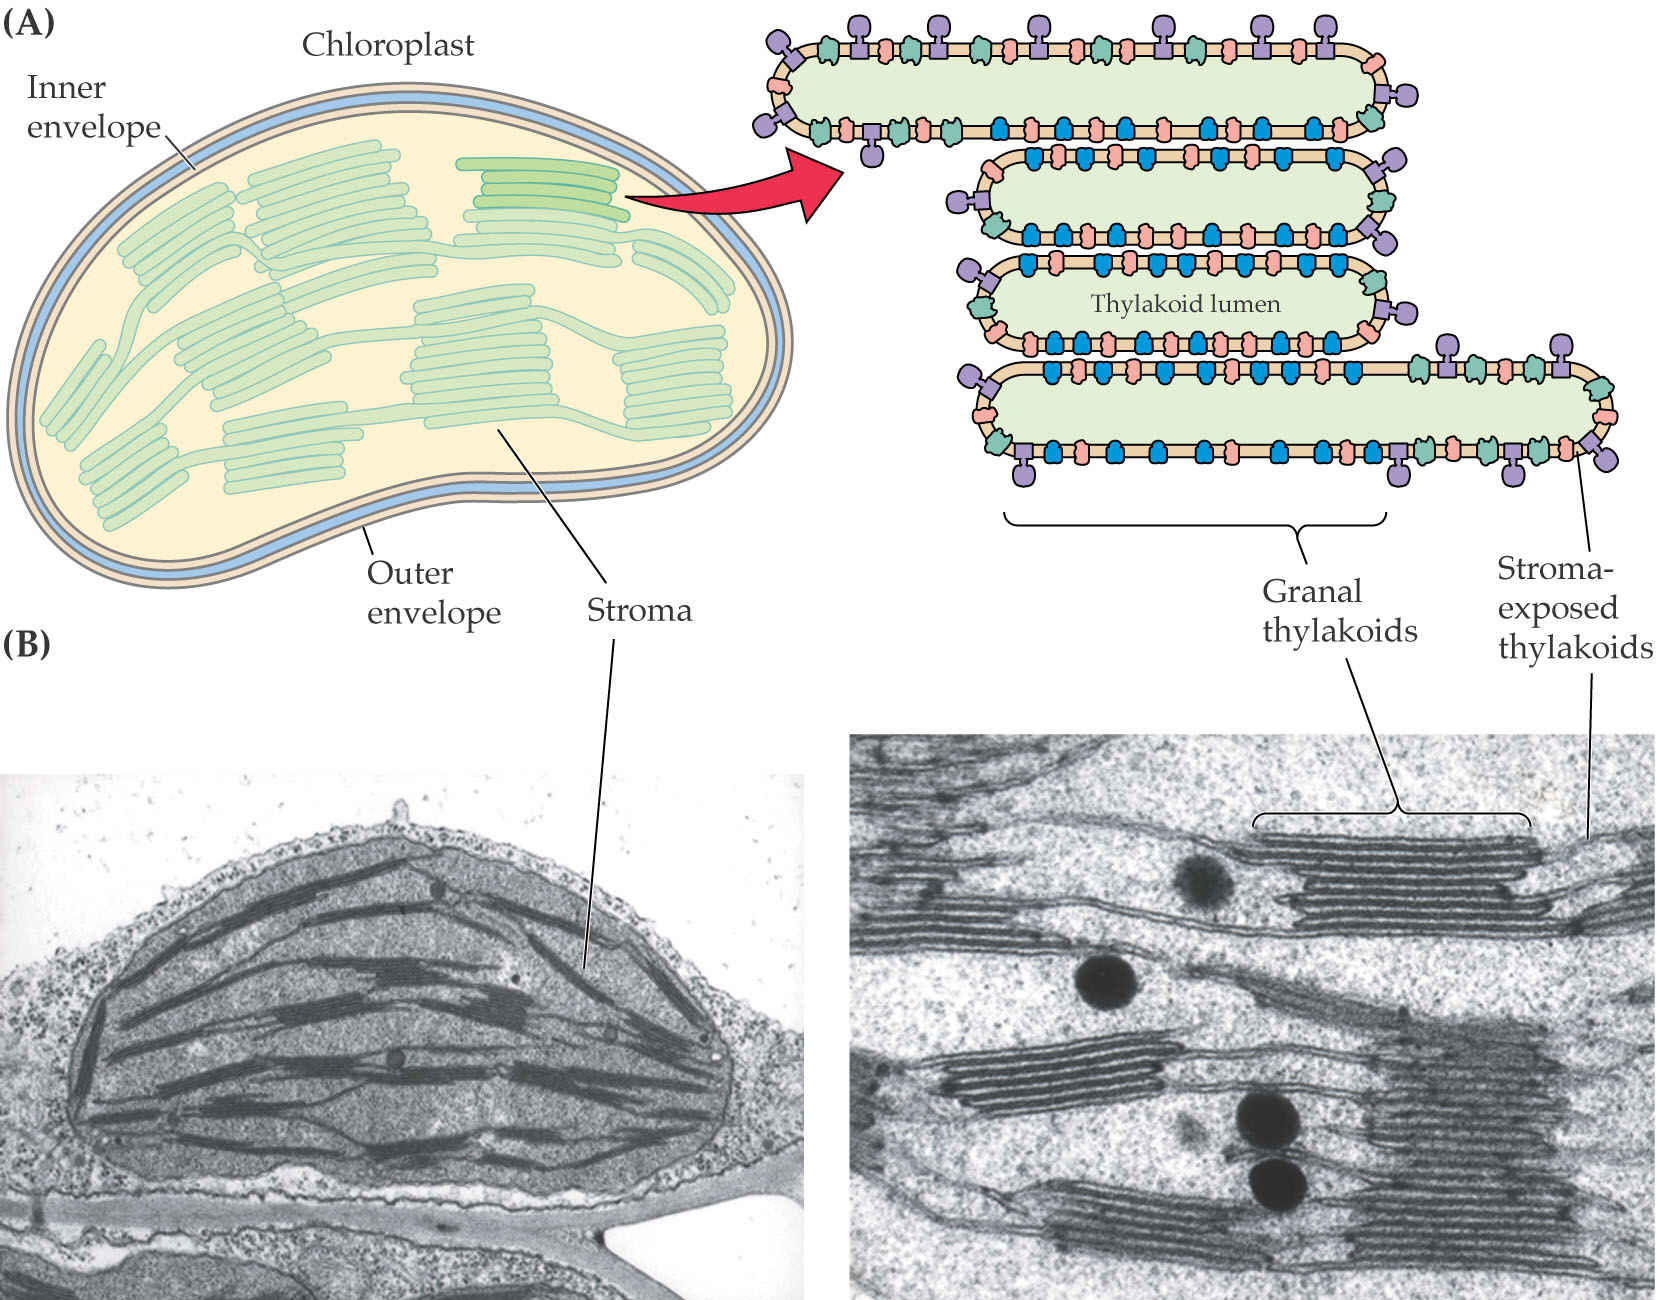 (A)
Chloroplast
Inner
envelope
Thylakoid lumen
Outer
envelope
Stroma
Granal
thylakoids
Stroma-
exposed
thylakoids
(B)